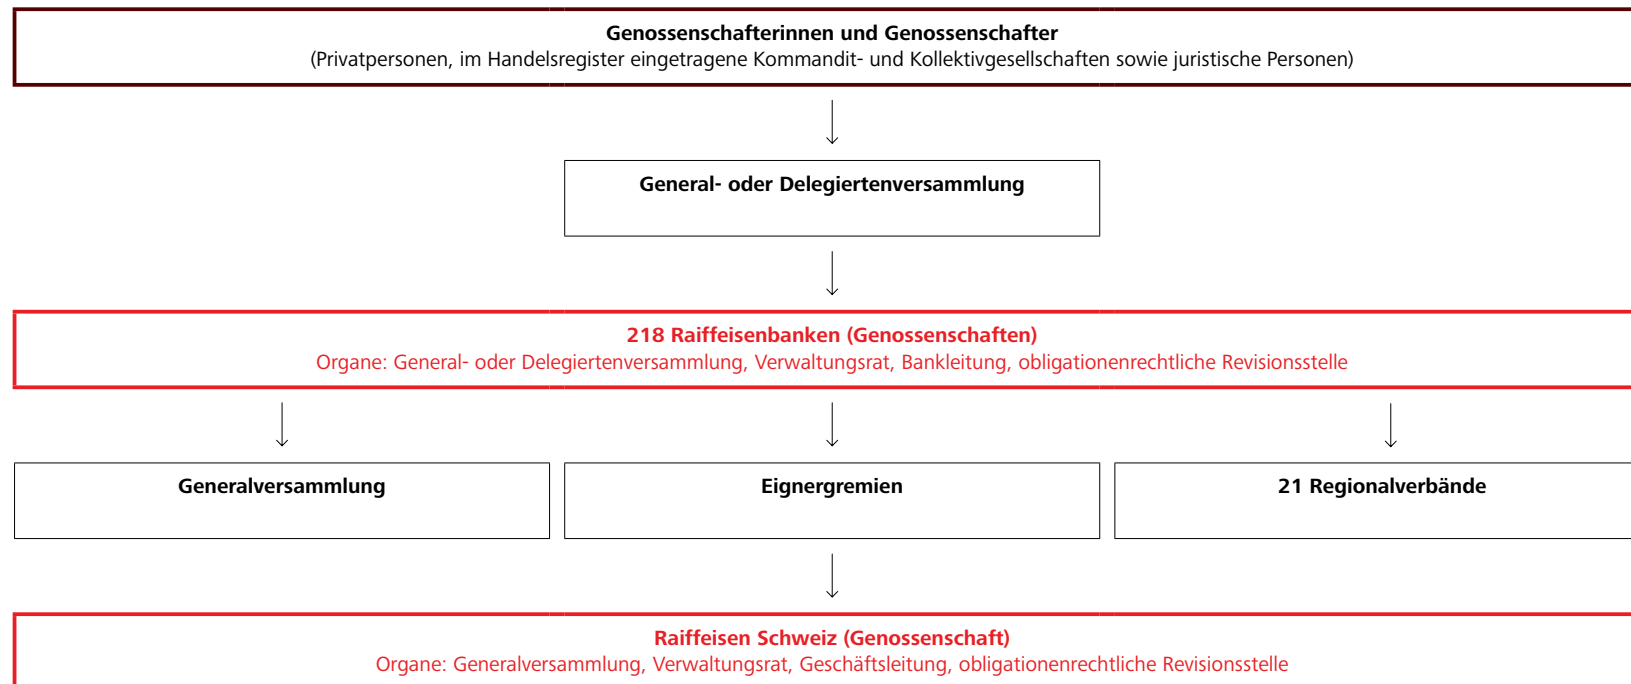 Genossenschafterinnen und Genossenschafter
(Privatpersonen, im Handelsregister eingetragene Kommandit- und Kollektivgesellschaften sowie juristische Personen)
General- oder Delegiertenversammlung
218 Raiffeisenbanken (Genossenschaften)
Organe: General- oder Delegiertenversammlung, Verwaltungsrat, Bankleitung, obligationenrechtliche Revisionsstelle
Generalversammlung
Eignergremien
21 Regionalverbände
Raiffeisen Schweiz (Genossenschaft)
Organe: Generalversammlung, Verwaltungsrat, Geschäftsleitung, obligationenrechtliche Revisionsstelle